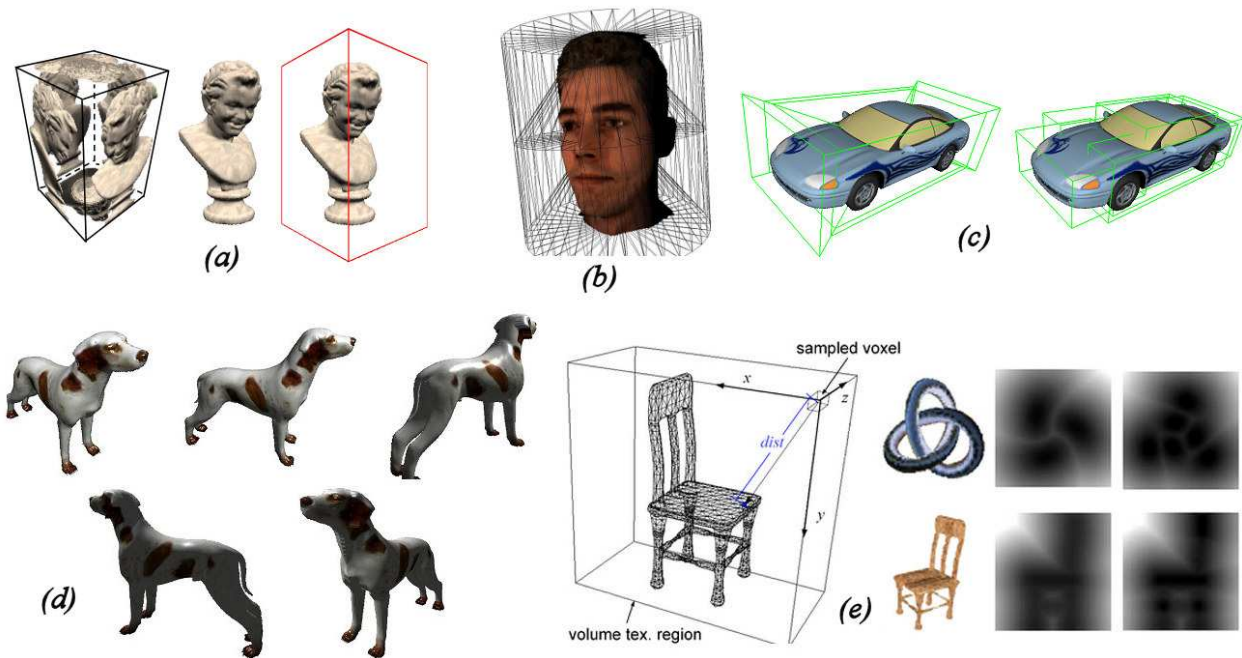 (a)
(b)
(c)
sampled voxel
x
z
dist
y
(d)
volume tex. region
(e)